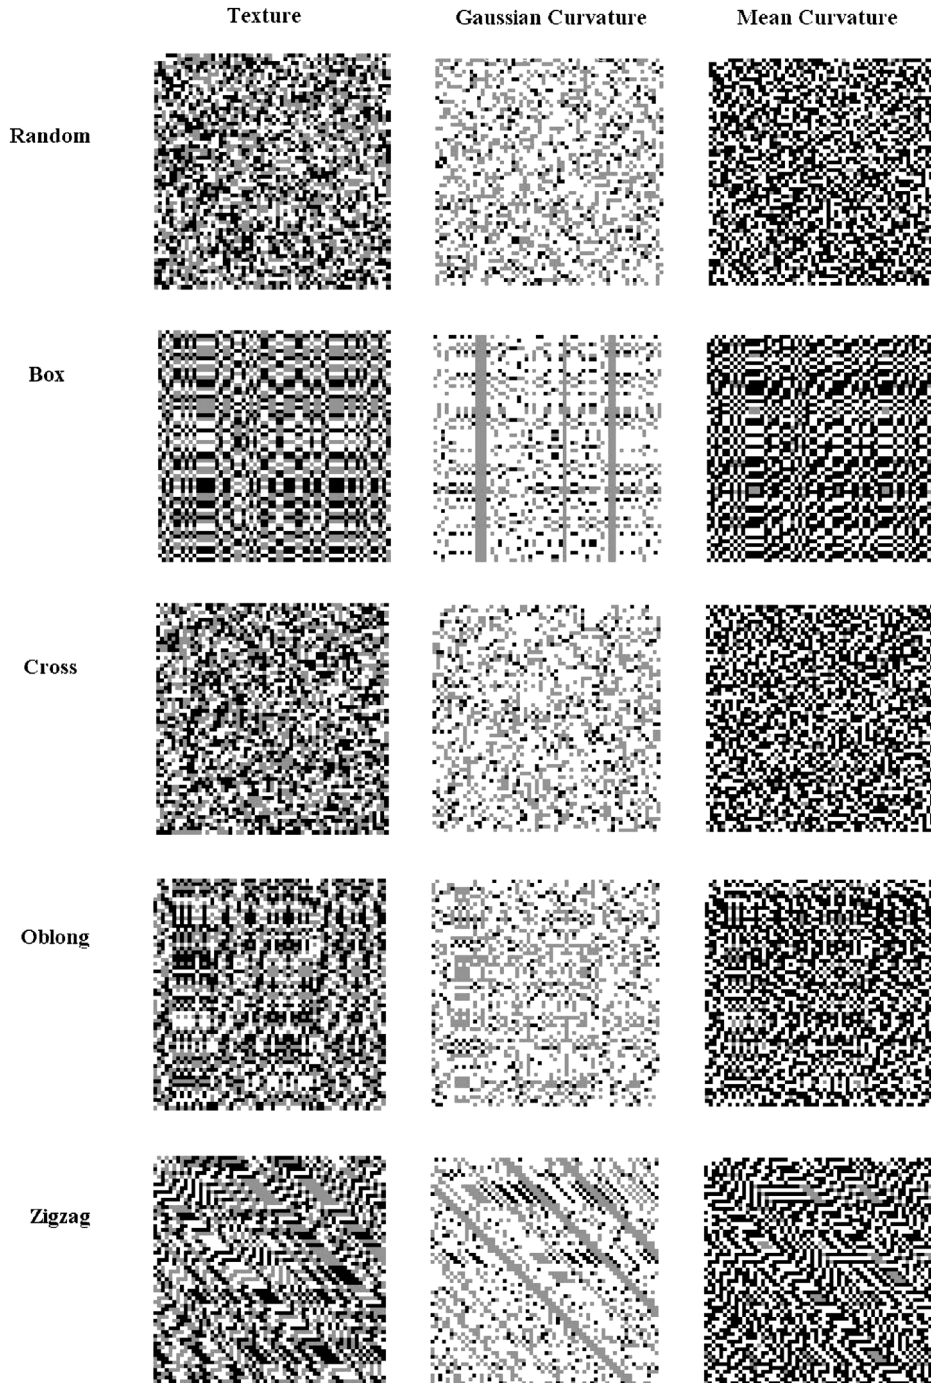 Texture Gaussian Curvature Mean Curvature
Random
Box
Cross
Oblong
Zigzag